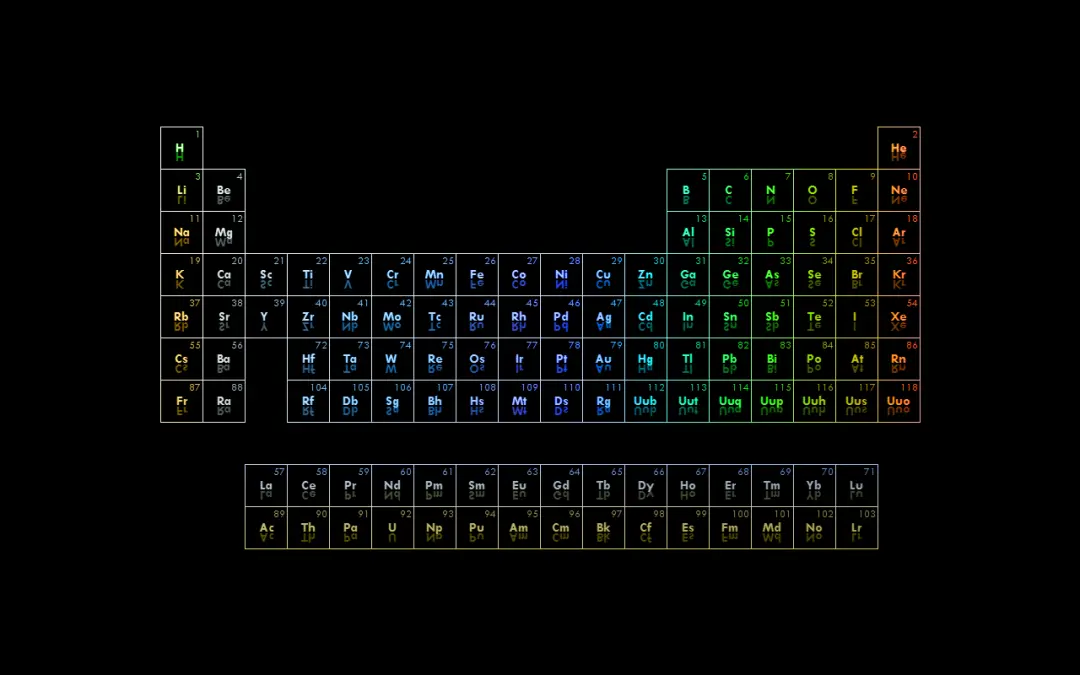 1 2
H He
3 4 5 6 7 8 9 10
Li Be B C N O F Ne
11 12 13 14 15 16 17 18
Na Mg Al Si P S Cl Ar
19 20 21 22 23 24 25 26 27 28 29 30 31 32 33 34 35 36
K Ca Sc Ti V Cr Mn Fe Co Ni Cu Zn Ga Ge As Se Br Kr
37 38 39 40 41 42 43 44 45 46 47 48 49 50 51 52 53 54
Rb Sr Y Zr Nb Mo Tc Ru Rh Pd Ag Cd In Sn Sb Te I Xe
55 56 72 73 74 75 76 77 78 79 80 81 82 83 84 85 86
Cs Ba Hf Ta W Re Os Ir Pt Au Hg Tl Pb Bi Po At Rn
87 88 104 105 106 107 108 109 110 111 112 113 114 115 116 117 118
Fr Ra Rf Db Sg Bh Hs Mt Ds Rg Uub Uut Uuq Uup Uuh Uus Uuo
57 58 59 60 61 62 63 64 65 66 67 68 69 70 71
La Ce Pr Nd Pm Sm Eu Gd Tb Dy Ho Er Tm Yb Lu
89 90 91 92 93 94 95 96 97 98 99 100 101 102 103
Ac Th Pa U Np Pu Am Cm Bk Cf Es Fm Md No Lr